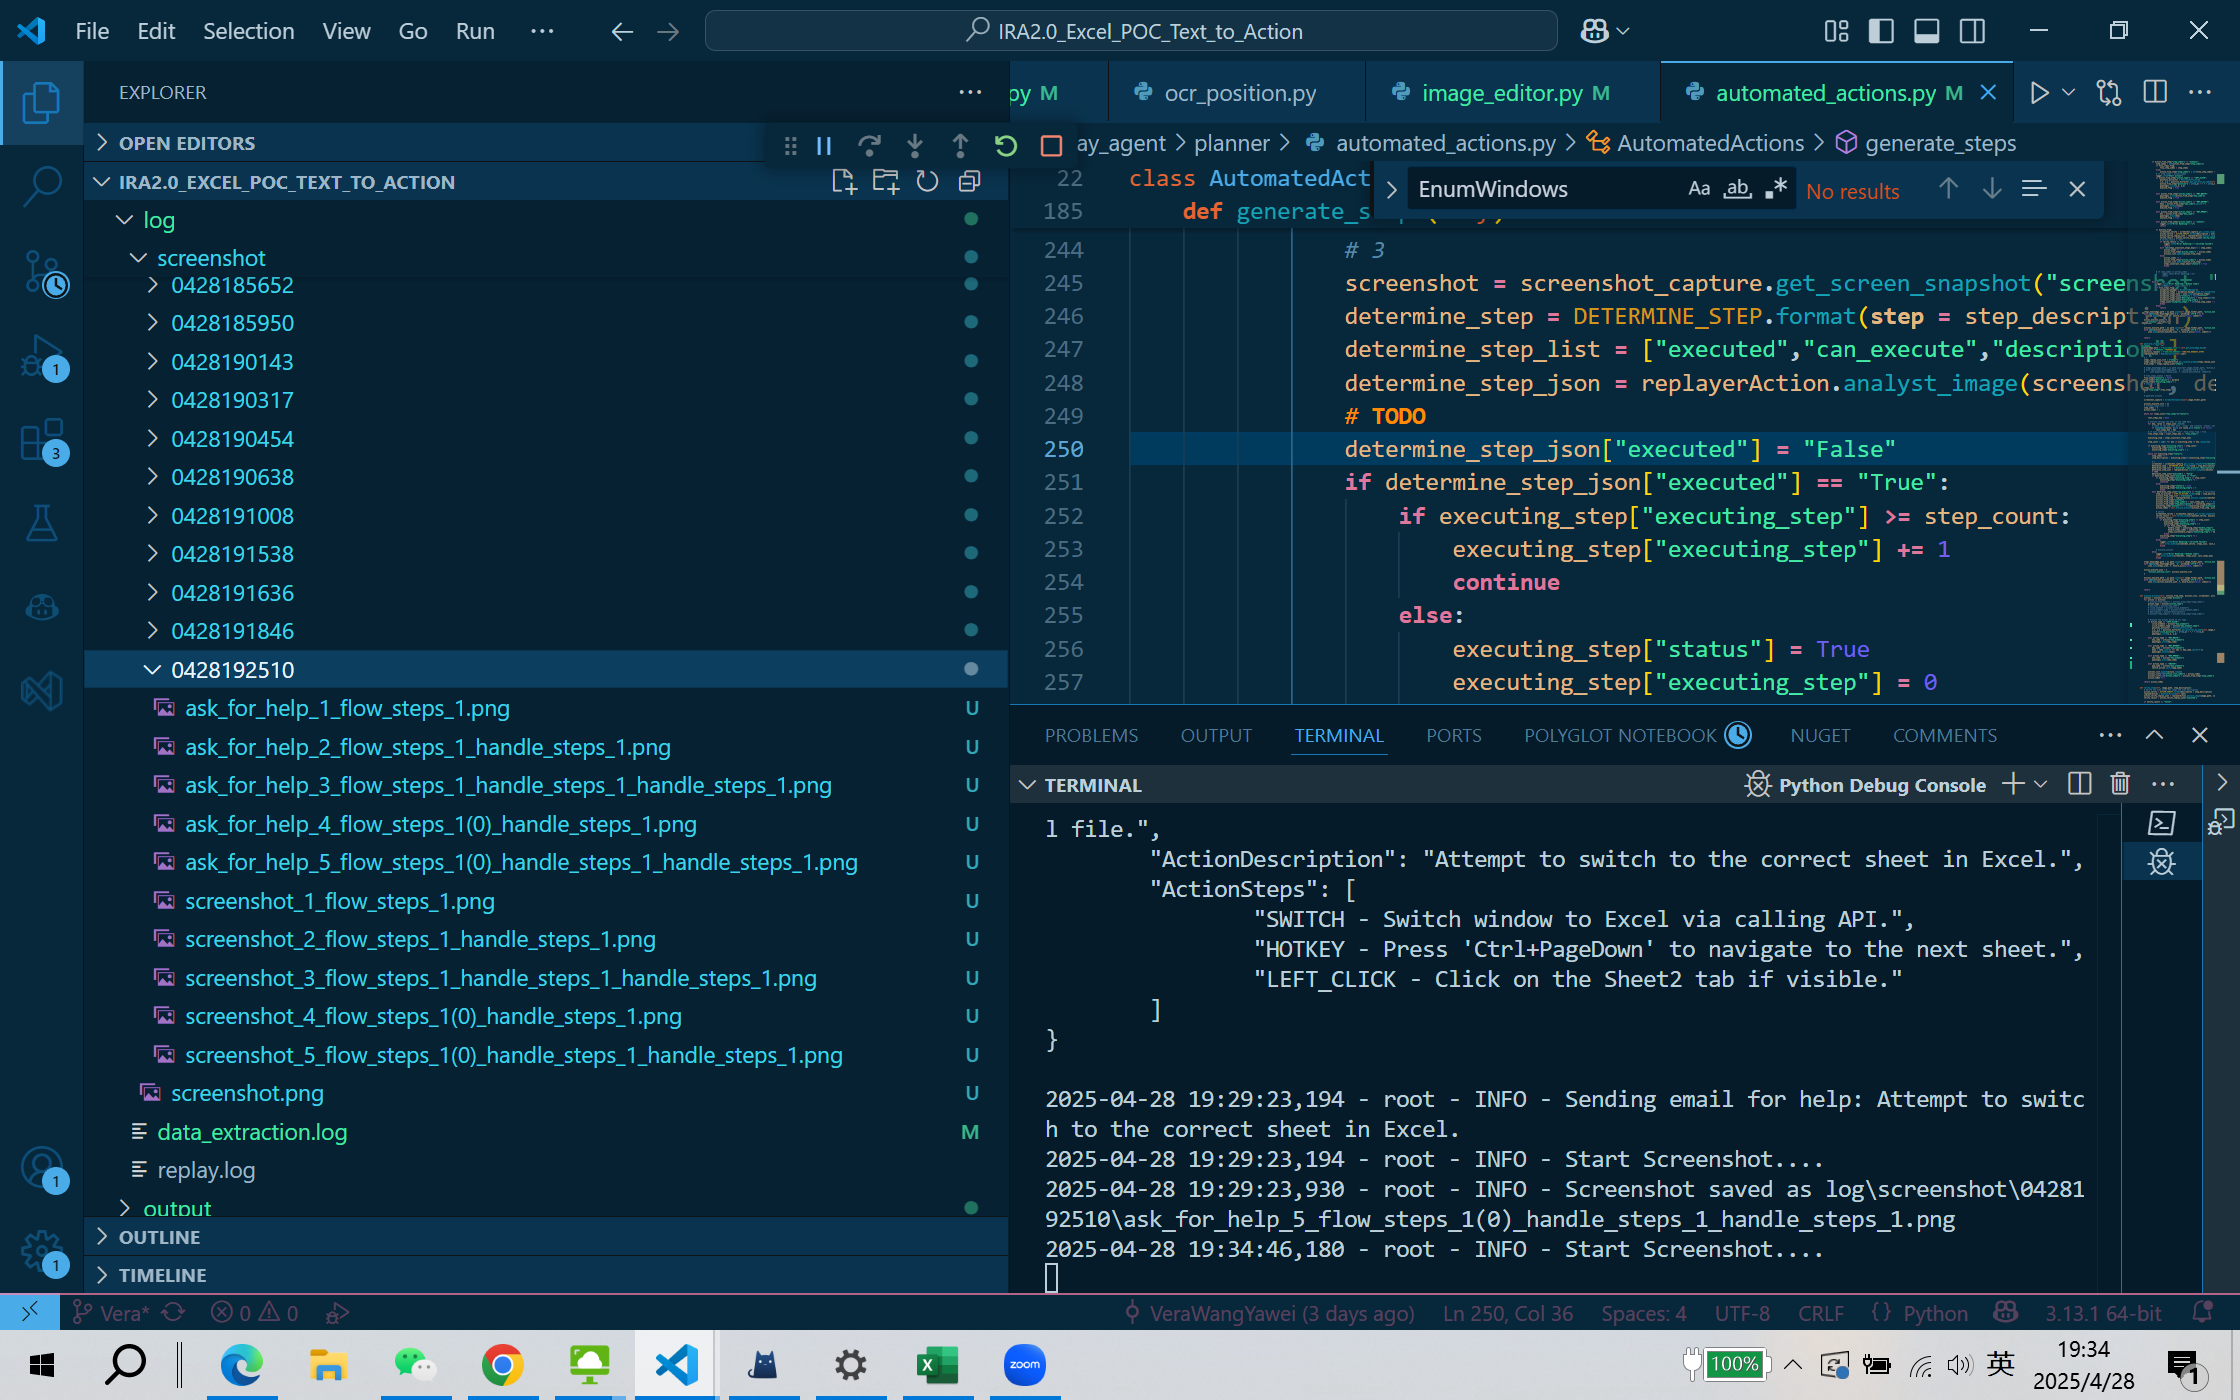 File Edit Selection View Go Run ···
IRA2.0_Excel_POC_Text_to_Action
EXPLORER
OPEN EDITORS
IRA2.0_EXCEL_POC_TEXT_TO_ACTION
log
screenshot
0428185652
0428185950
0428190143
0428190317
0428190454
0428190638
0428191008
0428191538
0428191636
0428191846
0428192510
ask_for_help_1_flow_steps_1.png U
ask_for_help_2_flow_steps_1_handle_steps_1.png U
ask_for_help_3_flow_steps_1_handle_steps_1_handle_steps_1.png U
ask_for_help_4_flow_steps_1(0)_handle_steps_1.png U
ask_for_help_5_flow_steps_1(0)_handle_steps_1_handle_steps_1.png U
screenshot_1_flow_steps_1.png U
screenshot_2_flow_steps_1_handle_steps_1.png U
screenshot_3_flow_steps_1_handle_steps_1_handle_steps_1.png U
screenshot_4_flow_steps_1(0)_handle_steps_1.png U
screenshot_5_flow_steps_1(0)_handle_steps_1_handle_steps_1.png U
screenshot.png U
data_extraction.log M
replay.log
output
OUTLINE
TIMELINE
1
3
1
1
py M ocr_position.py image_editor.py M automated_actions.py M
ay_agent > planner > automated_actions.py > AutomatedActions > generate_steps
EnumWindows Aa ab No results
22 class AutomatedAct
185 def generate_s
244 # 3
245 screenshot = screenshot_capture.get_screen_snapshot("screenshot
246 determine_step = DETERMINE_STEP.format(step = step_description)
247 determine_step_list = ["executed","can_execute","description"]
248 determine_step_json = replayerAction.analyst_image(screenshot, de
249 # TODO
250 determine_step_json["executed"] = "False"
251 if determine_step_json["executed"] == "True":
252 if executing_step["executing_step"] >= step_count:
253 executing_step["executing_step"] += 1
254 continue
255 else:
256 executing_step["status"] = True
257 executing_step["executing_step"] = 0
PROBLEMS OUTPUT TERMINAL PORTS POLYGLOT NOTEBOOK NUGET COMMENTS
TERMINAL Python Debug Console
l file.",
"ActionDescription": "Attempt to switch to the correct sheet in Excel.",
"ActionSteps": [
"SWITCH - Switch window to Excel via calling API.",
"HOTKEY - Press 'Ctrl+PageDown' to navigate to the next sheet.",
"LEFT_CLICK - Click on the Sheet2 tab if visible."
]
}
2025-04-28 19:29:23,194 - root - INFO - Sending email for help: Attempt to switc
h to the correct sheet in Excel.
2025-04-28 19:29:23,194 - root - INFO - Start Screenshot....
2025-04-28 19:29:23,930 - root - INFO - Screenshot saved as log\screenshot\04281
92510\ask_for_help_5_flow_steps_1(0)_handle_steps_1_handle_steps_1.png
2025-04-28 19:34:46,180 - root - INFO - Start Screenshot....
Vera* 0 0 VeraWangYawei (3 days ago) Ln 250, Col 36 Spaces: 4 UTF-8 CRLF {} Python 3.13.1 64-bit
zoom 100% 英 19:34
2025/4/28
1